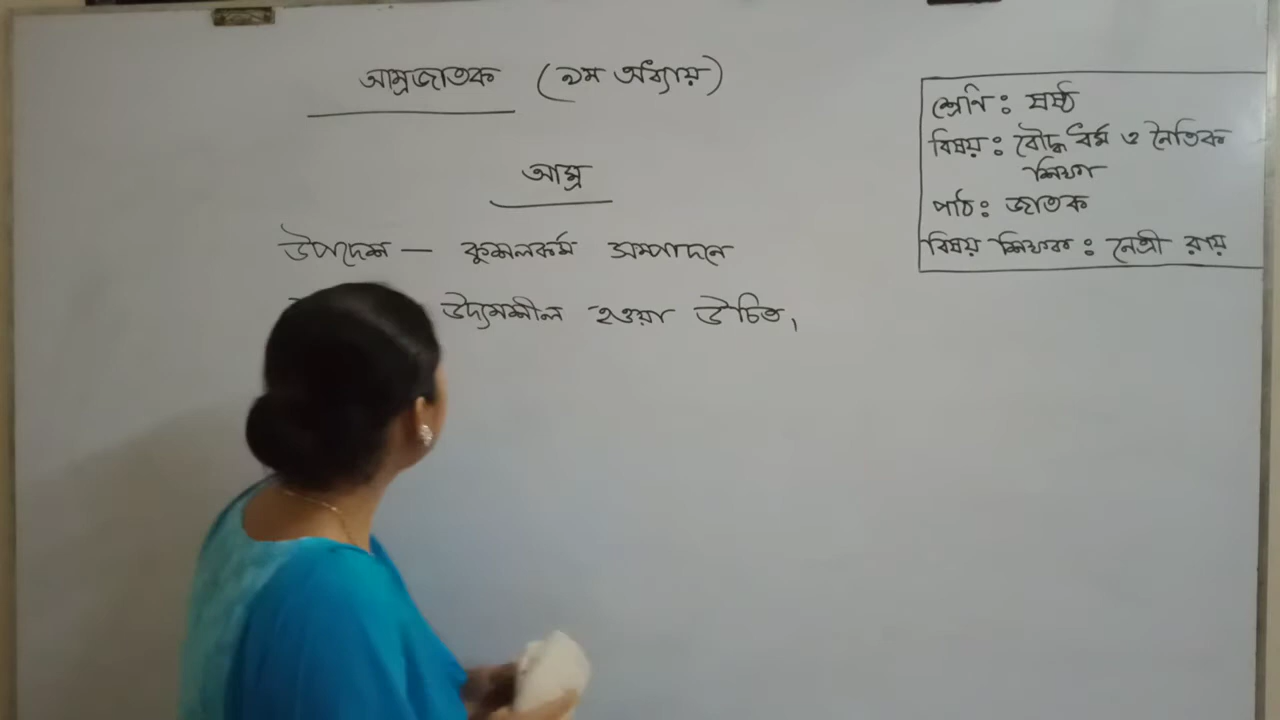 আম্রজাতক (৯ম অধ্যায়)
আম্র
উপদেশ — কুশলকর্ম সম্পাদনে
উদ্যমশীল হওয়া উচিত,
শ্রেণি : ষষ্ঠ
বিষয় : বৌদ্ধ ধর্ম ও নৈতিক
শিক্ষা
পাঠ : জাতক
বিষয় শিক্ষক : নেত্রী রায়